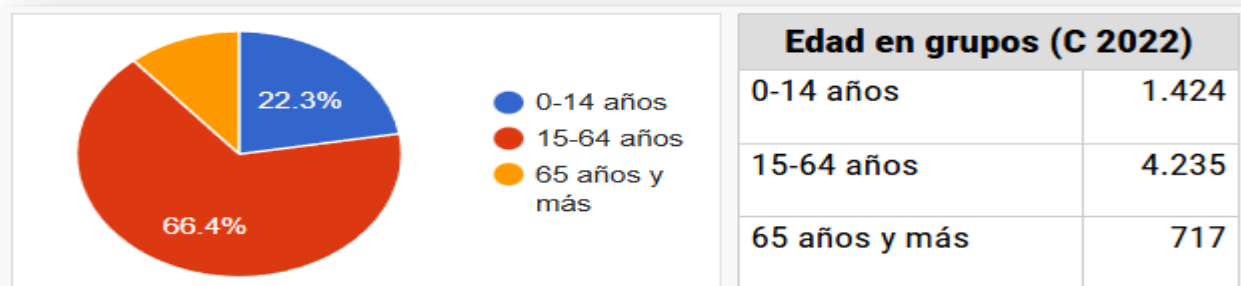 22.3%
66.4%
0-14 años
15-64 años
65 años y
más
Edad en grupos (C 2022)
0-14 años 1.424
15-64 años 4.235
65 años y más 717